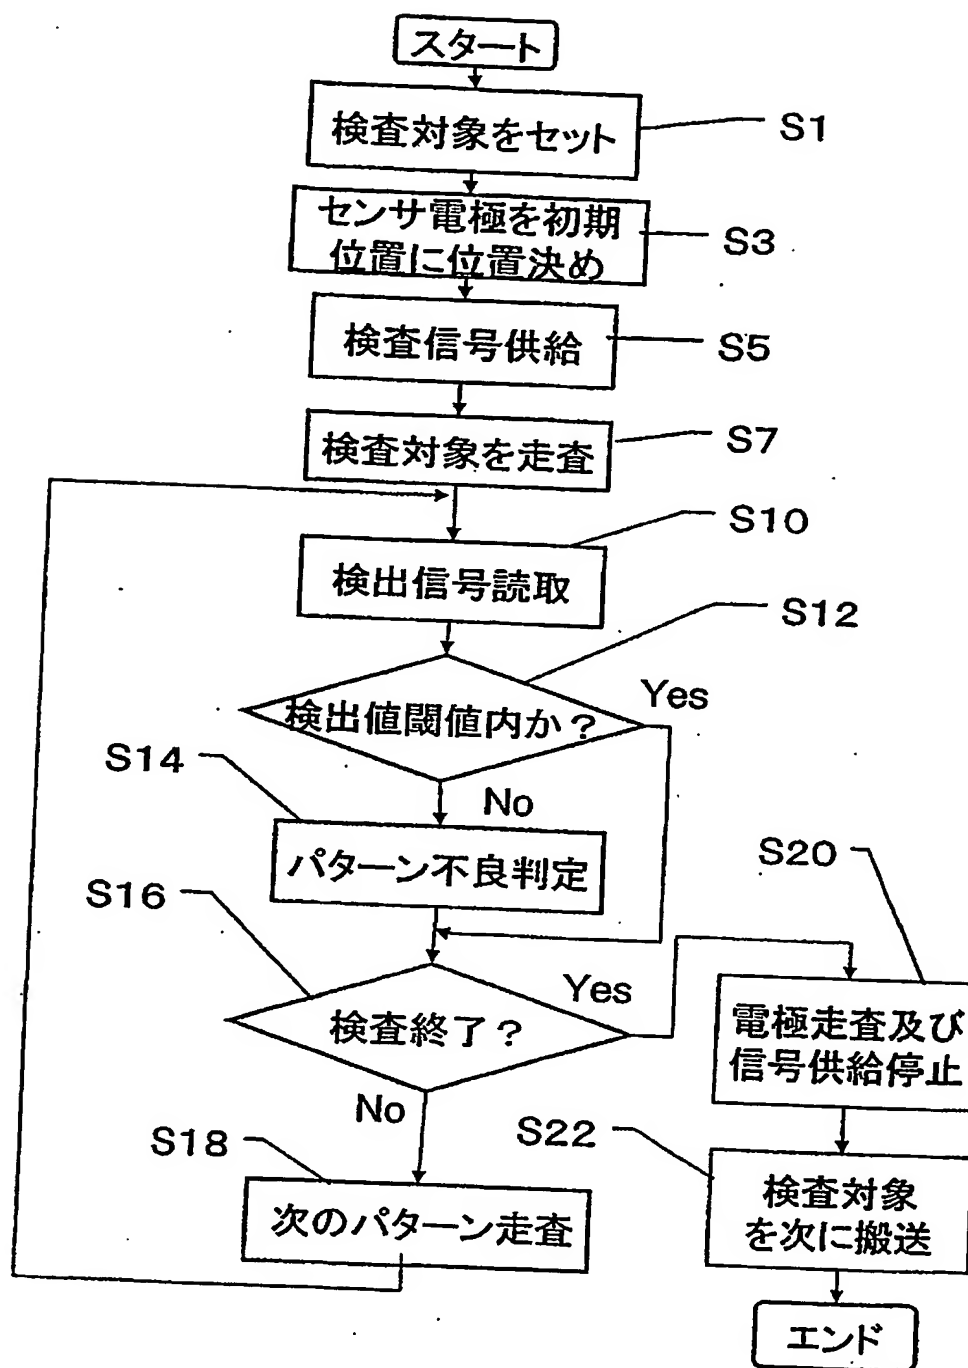 スタート
検査対象をセット
S1
センサ電極を初期
位置に位置決め
S3
検査信号供給
S5
検査対象を走査
S7
検出信号読取
S10
検出値閾値内か？
S12
Yes
No
S14
パターン不良判定
S16
検査終了？
Yes
No
S18
次のパターン走査
S20
電極走査及び
信号供給停止
S22
検査対象
を次に搬送
エンド